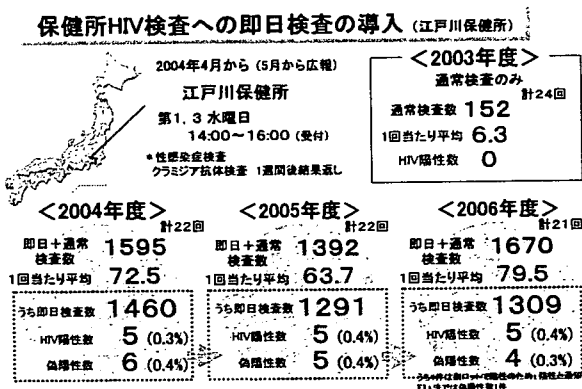 保健所HIV検査への即日検査の導入 (江戸川保健所)
2004年4月から (5月から広報)
江戸川保健所
第1, 3 水曜日
14:00～16:00 (受付)
*性感染症検査
クラミジア抗体検査 1週間後結果返し
＜2003年度＞
通常検査のみ
計24回
通常検査数 152
1回当たり平均 6.3
HIV陽性数 0
＜2004年度＞
計22回
即日＋通常
検査数 1595
1回当たり平均 72.5
うち即日検査数 1460
HIV陽性数 5 (0.3%)
偽陽性数 6 (0.4%)
＜2005年度＞
計22回
即日＋通常
検査数 1392
1回当たり平均 63.7
うち即日検査数 1291
HIV陽性数 5 (0.4%)
偽陽性数 5 (0.4%)
＜2006年度＞
計21回
即日＋通常
検査数 1670
1回当たり平均 79.5
うち即日検査数 1309
HIV陽性数 5 (0.4%)
偽陽性数 4 (0.3%)